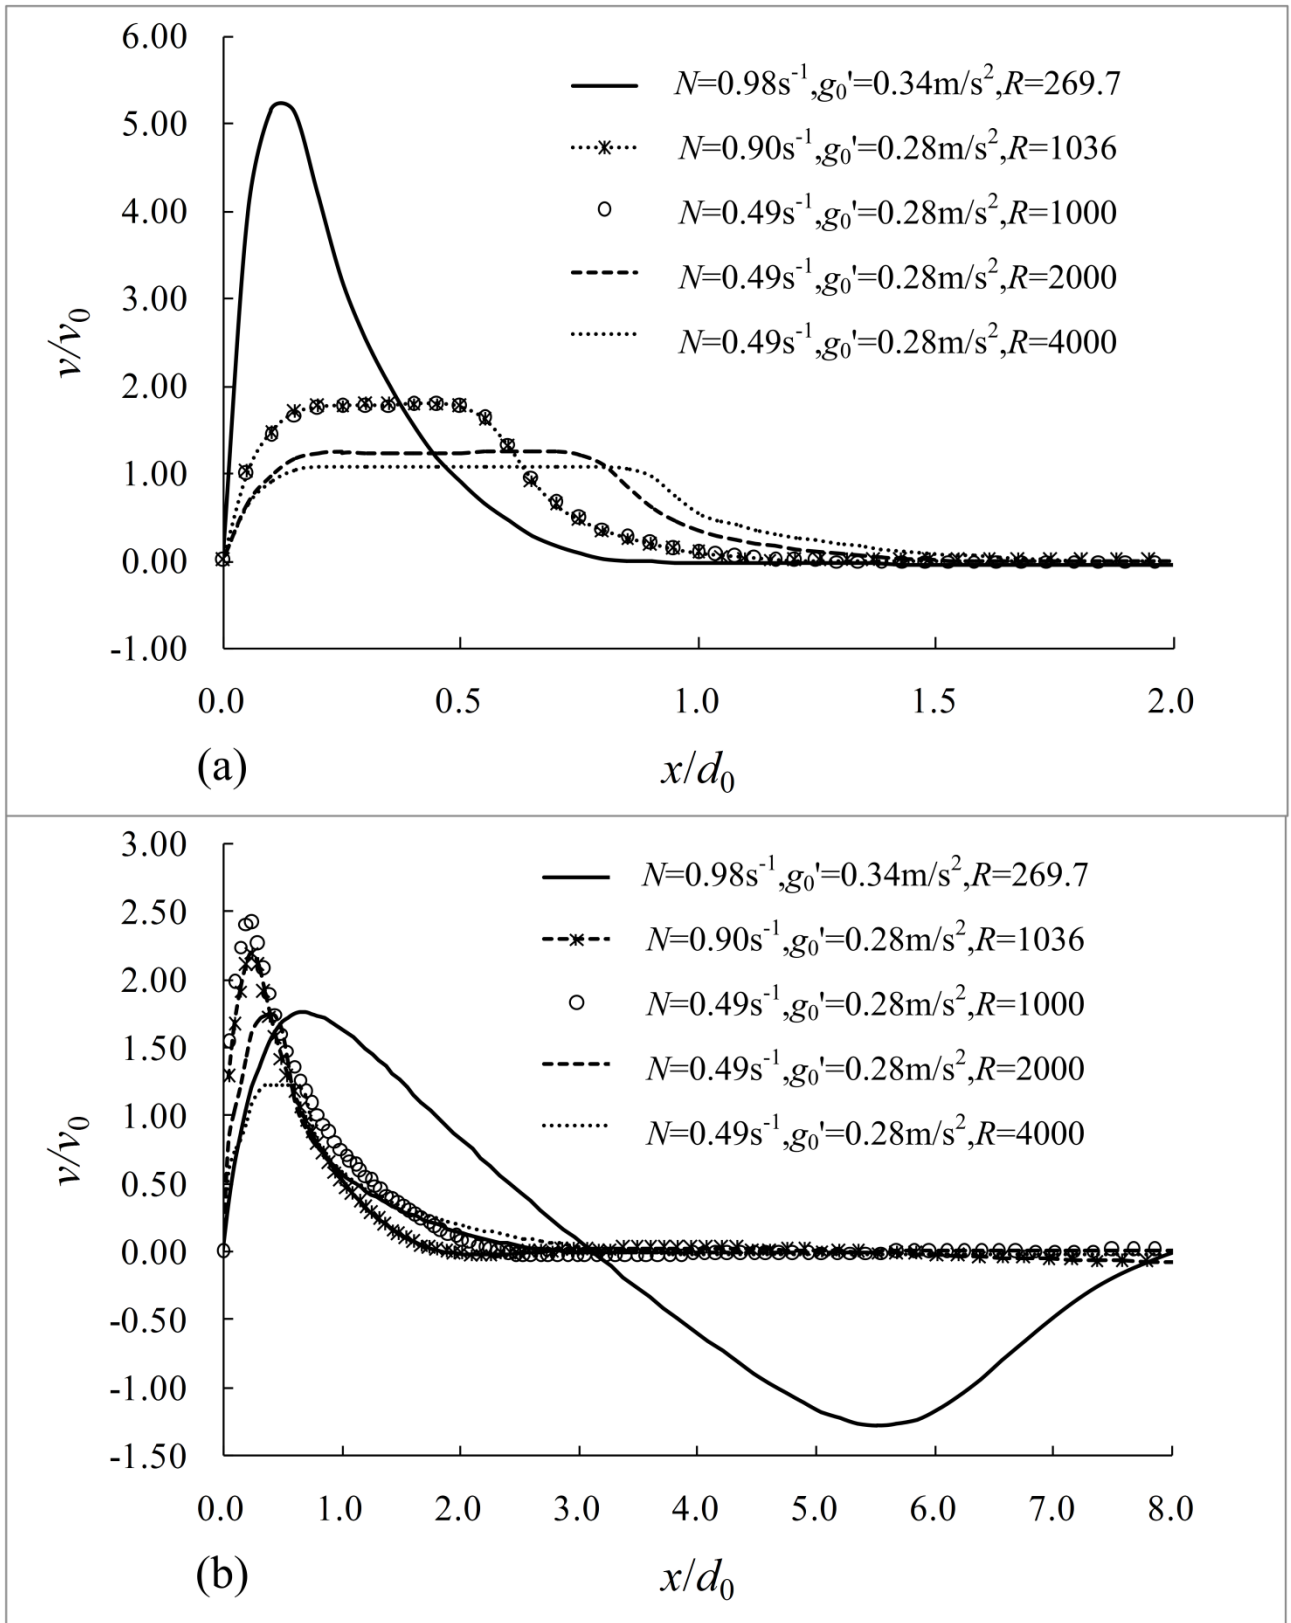 6.00
5.00
4.00
3.00
2.00
1.00
0.00
-1.00
v/v₀
N=0.98s⁻¹,g₀'=0.34m/s²,R=269.7
N=0.90s⁻¹,g₀'=0.28m/s²,R=1036
N=0.49s⁻¹,g₀'=0.28m/s²,R=1000
N=0.49s⁻¹,g₀'=0.28m/s²,R=2000
N=0.49s⁻¹,g₀'=0.28m/s²,R=4000
0.0 0.5 1.0 1.5 2.0
(a) x/d₀
3.00
2.50
2.00
1.50
1.00
0.50
0.00
-0.50
-1.00
-1.50
v/v₀
N=0.98s⁻¹,g₀'=0.34m/s²,R=269.7
N=0.90s⁻¹,g₀'=0.28m/s²,R=1036
N=0.49s⁻¹,g₀'=0.28m/s²,R=1000
N=0.49s⁻¹,g₀'=0.28m/s²,R=2000
N=0.49s⁻¹,g₀'=0.28m/s²,R=4000
0.0 1.0 2.0 3.0 4.0 5.0 6.0 7.0 8.0
(b) x/d₀